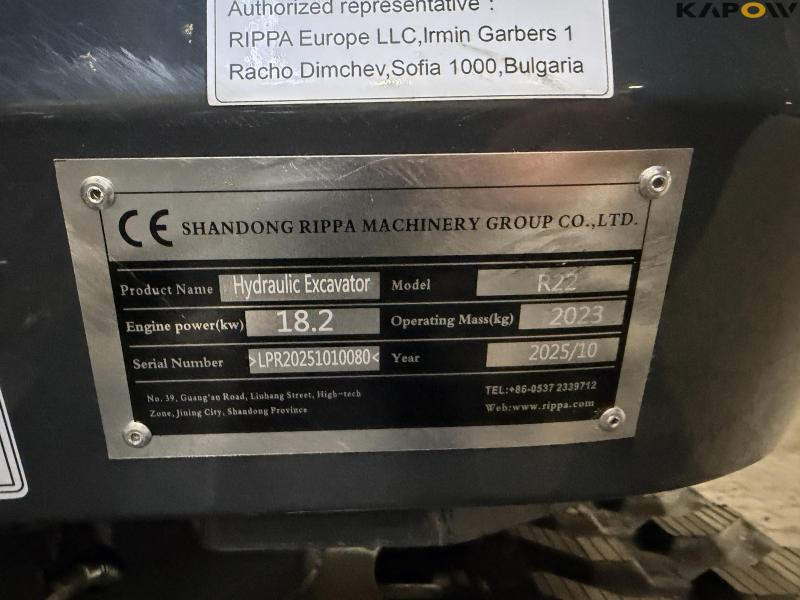 KAPOW
Authorized representative :
RIPPA Europe LLC,Irmin Garbers 1
Racho Dimchev,Sofia 1000,Bulgaria
CE SHANDONG RIPPA MACHINERY GROUP CO.,LTD.
Product Name Hydraulic Excavator Model R22
Engine power(kw) 18.2 Operating Mass(kg) 2023
Serial Number >LPR20251010080< Year 2025/10
No. 39, Guang'an Road, Liuhang Street, High-tech
Zone, Jining City, Shandong Province
TEL:+86-0537 2339712
Web:www.rippa.com